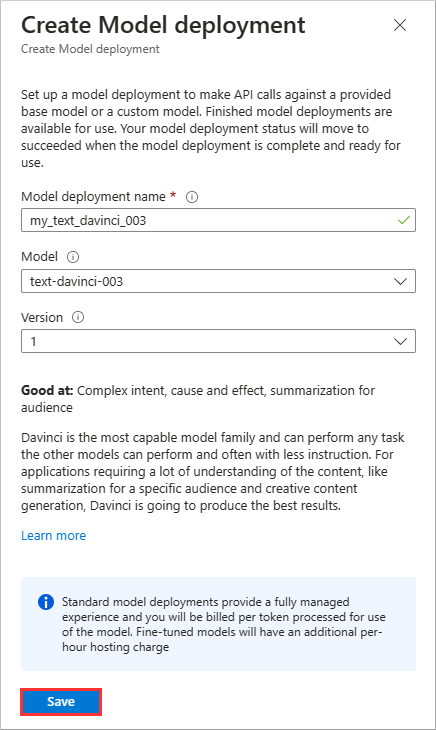 Create Model deployment
Create Model deployment
Set up a model deployment to make API calls against a provided
base model or a custom model. Finished model deployments are
available for use. Your model deployment status will move to
succeeded when the model deployment is complete and ready for
use.
Model deployment name *
my_text_davinci_003
Model
text-davinci-003
Version
1
Good at: Complex intent, cause and effect, summarization for
audience
Davinci is the most capable model family and can perform any task
the other models can perform and often with less instruction. For
applications requiring a lot of understanding of the content, like
summarization for a specific audience and creative content
generation, Davinci is going to produce the best results.
Learn more
Standard model deployments provide a fully managed
experience and you will be billed per token processed for use
of the model. Fine-tuned models will have an additional per-
hour hosting charge
Save